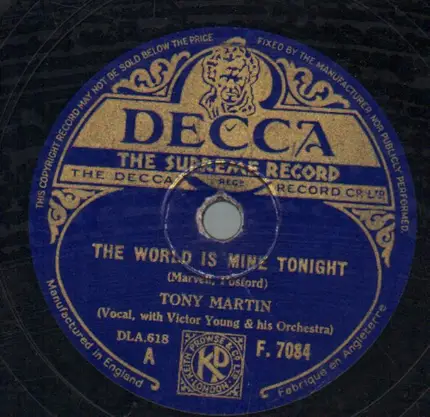 THIS COPYRIGHT RECORD MAY NOT BE SOLD BELOW THE PRICE
FIXED BY THE MANUFACTURER NOR PUBLICLY PERFORMED.
DECCA
THE SUPREME RECORD
THE DECCA RECORD Co. LTD
THE WORLD IS MINE TONIGHT
(Marvell, Posford)
TONY MARTIN
(Vocal, with Victor Young & his Orchestra)
DLA.618
A
F. 7084
KEITH PROWSE & Co LTD
LONDON
KP
Manufactured in England
Fabriqué en Angleterre